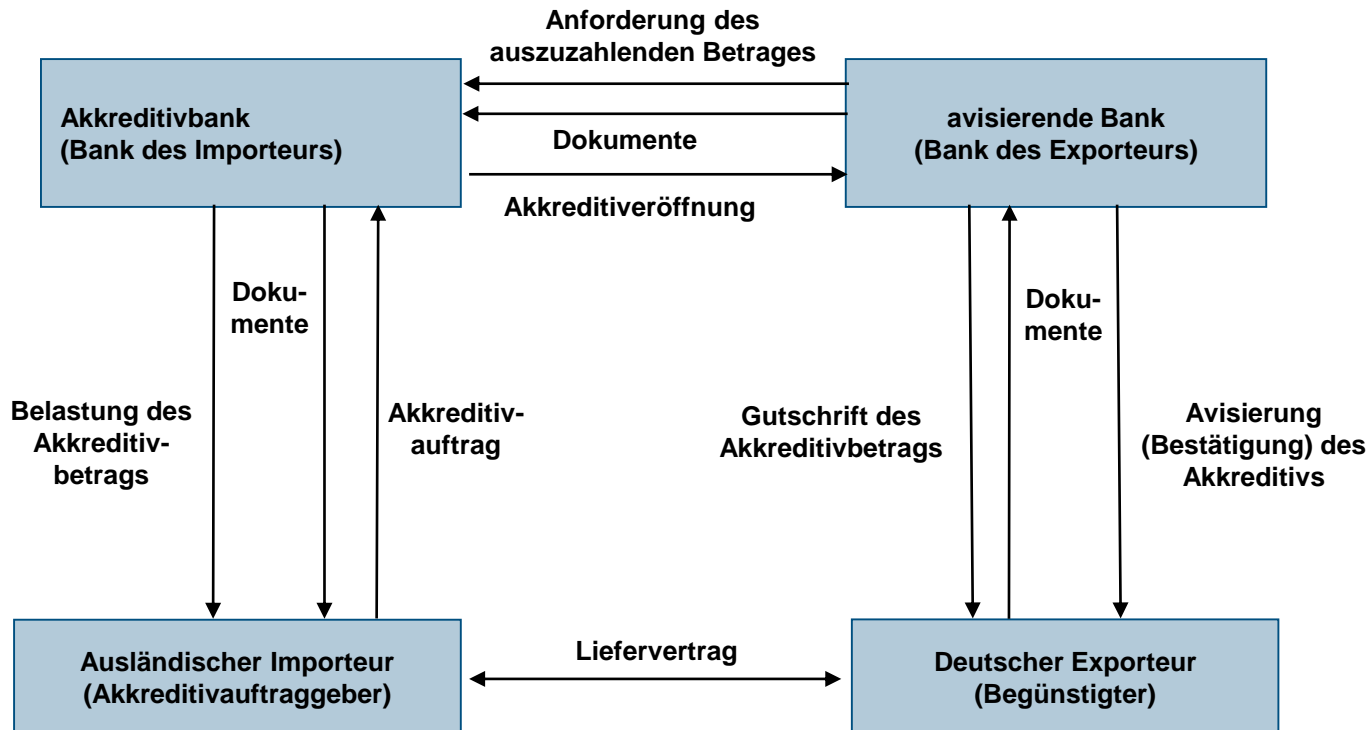 Anforderung des
auszuzahlenden Betrages
Akkreditivbank
(Bank des Importeurs)
avisierende Bank
(Bank des Exporteurs)
Dokumente
Akkreditiveröffnung
Doku-
mente
Doku-
mente
Belastung des
Akkreditiv-
betrags
Akkreditiv-
auftrag
Gutschrift des
Akkreditivbetrags
Avisierung
(Bestätigung) des
Akkreditivs
Ausländischer Importeur
(Akkreditivauftraggeber)
Liefervertrag
Deutscher Exporteur
(Begünstigter)